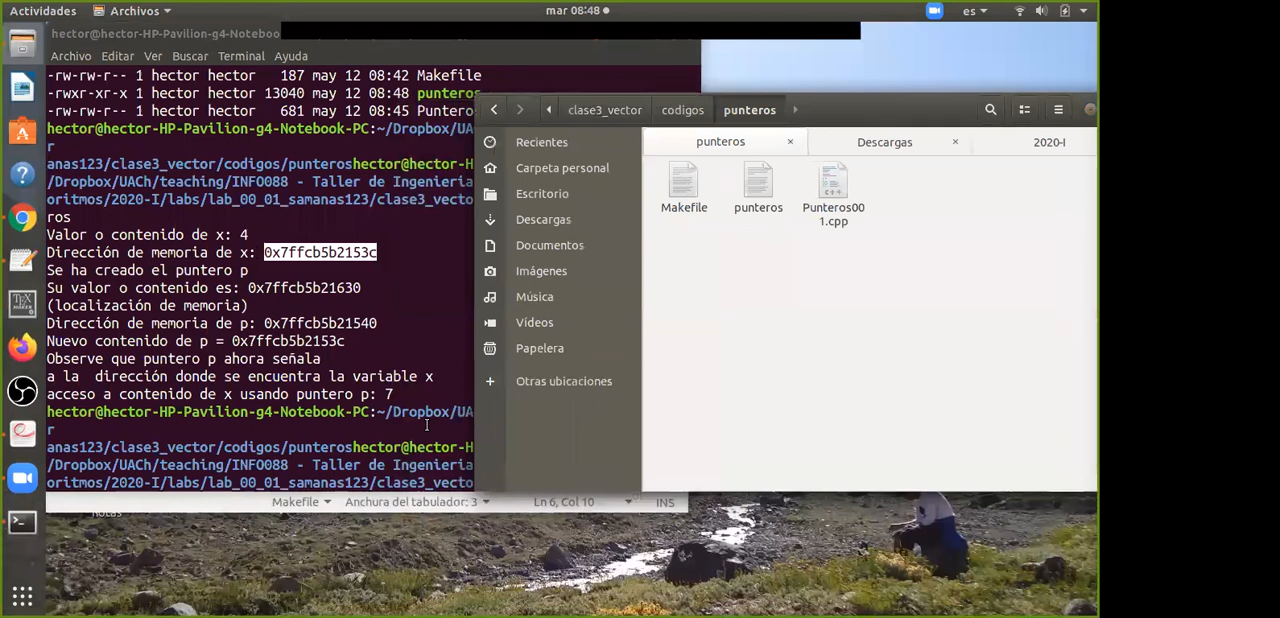 Actividades
Archivos
mar 08:48
es
hector@hector-HP-Pavilion-g4-Notebo
Archivo Editar Ver Buscar Terminal Ayuda
-rw-rw-r-- 1 hector hector 187 may 12 08:42 Makefile
-rwxr-xr-x 1 hector hector 13040 may 12 08:48 punteros
-rw-rw-r-- 1 hector hector 681 may 12 08:45 Puntero
hector@hector-HP-Pavilion-g4-Notebook-PC:~/Dropbox/UA
r
anas123/clase3_vector/codigos/punteroshector@hector-H
/Dropbox/UACh/teaching/INFO088 - Taller de Ingenieria
oritmos/2020-I/labs/lab_00_01_samanas123/clase3_vecto
ros
Valor o contenido de x: 4
Dirección de memoria de x: 0x7ffcb5b2153c
Se ha creado el puntero p
Su valor o contenido es: 0x7ffcb5b21630
(localización de memoria)
Dirección de memoria de p: 0x7ffcb5b21540
Nuevo contenido de p = 0x7ffcb5b2153c
Observe que puntero p ahora señala
a la  dirección donde se encuentra la variable x
acceso a contenido de x usando puntero p: 7
hector@hector-HP-Pavilion-g4-Notebook-PC:~/Dropbox/UA
r
anas123/clase3_vector/codigos/punteroshector@hector-H
/Dropbox/UACh/teaching/INFO088 - Taller de Ingenieria
oritmos/2020-I/labs/lab_00_01_samanas123/clase3_vecto
Makefile Anchura del tabulador: 3 Ln 6, Col 10 INS
clase3_vector codigos punteros
punteros
Descargas
2020-I
Recientes
Carpeta personal
Escritorio
Descargas
Documentos
Imágenes
Música
Vídeos
Papelera
Otras ubicaciones
Makefile
punteros
Punteros00
1.cpp